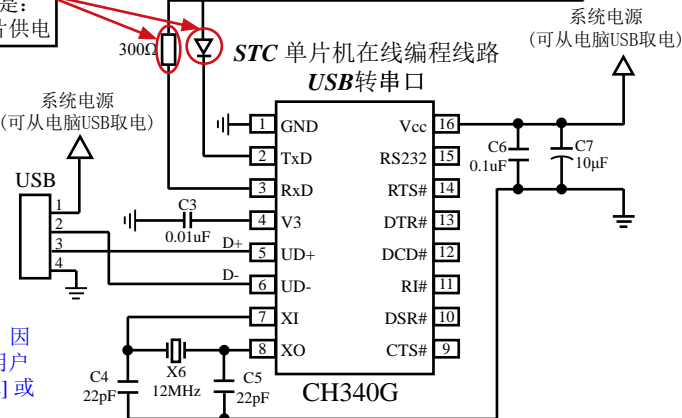 是:
片供电
300Ω
STC 单片机在线编程线路
USB转串口
系统电源
(可从电脑USB取电)
系统电源
(可从电脑USB取电)
USB
1
2
3
4
1 GND
2 TxD
3 RxD
4 V3
5 UD+
6 UD-
7 XI
8 XO
Vcc 16
RS232 15
RTS# 14
DTR# 13
DCD# 12
RI# 11
DSR# 10
CTS# 9
C6
0.1uF
C7
10μF
C3
0.01uF
D+
D-
因
用户
] 或
C4
22pF
X6
12MHz
C5
22pF
CH340G